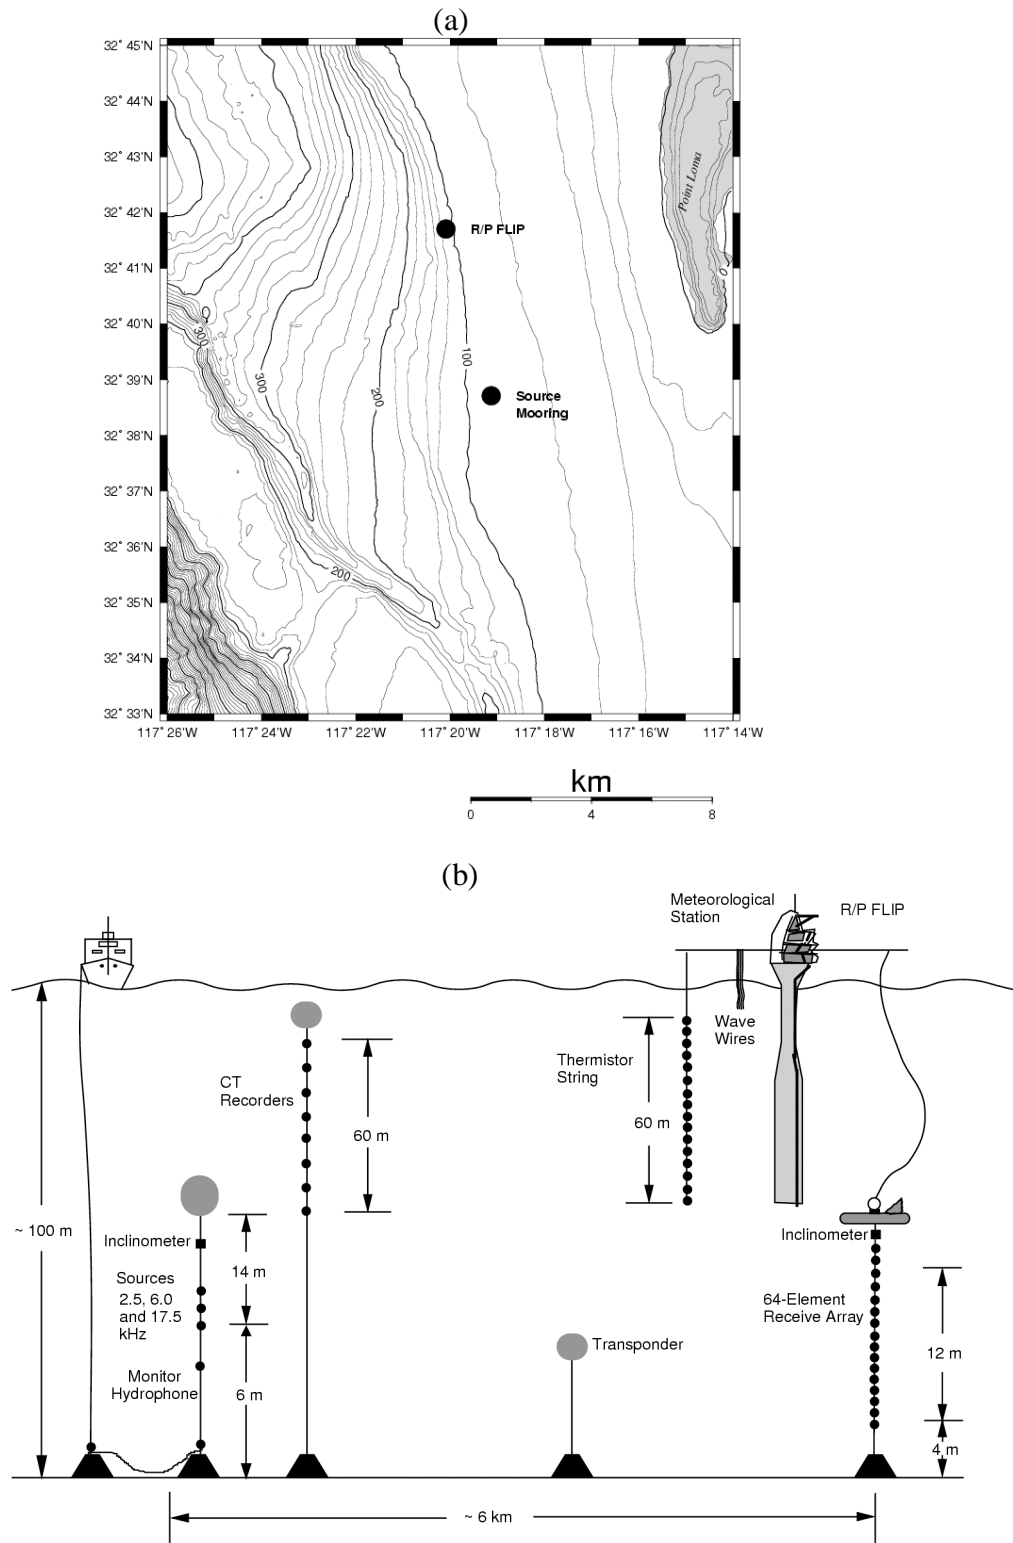 (a)
32° 45'N
32° 44'N
32° 43'N
32° 42'N
32° 41'N
32° 40'N
32° 39'N
32° 38'N
32° 37'N
32° 36'N
32° 35'N
32° 34'N
32° 33'N
Point Loma
R/P FLIP
0
300
100
300
200
Source
Mooring
200
117° 26'W
117° 24'W
117° 22'W
117° 20'W
117° 18'W
117° 16'W
117° 14'W
km
0
4
8
(b)
Meteorological
Station
R/P FLIP
Wave
Wires
Thermistor
String
60 m
CT
Recorders
60 m
~ 100 m
Inclinometer
14 m
Sources
2.5, 6.0
and 17.5
kHz
Monitor
Hydrophone
6 m
Transponder
Inclinometer
64-Element
Receive Array
12 m
4 m
~ 6 km